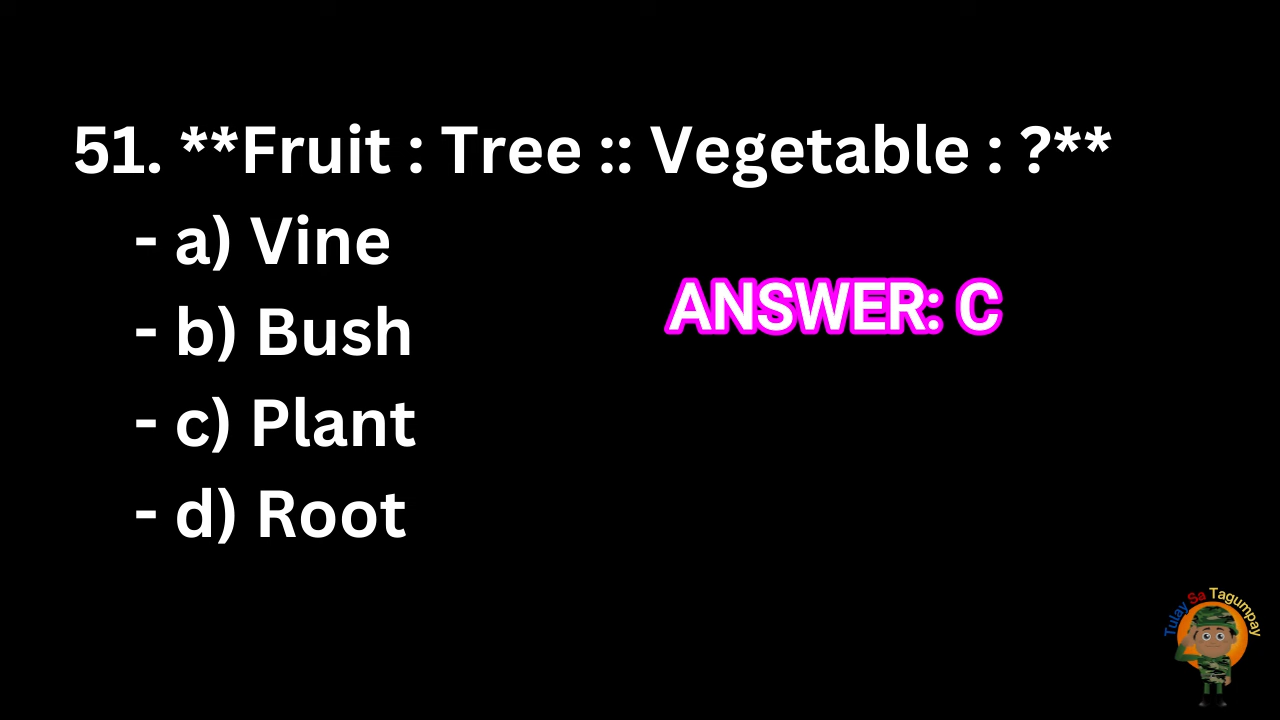 51. **Fruit : Tree :: Vegetable : ?**
- a) Vine
- b) Bush
- c) Plant
- d) Root
ANSWER: C
Tulay Sa Tagumpay